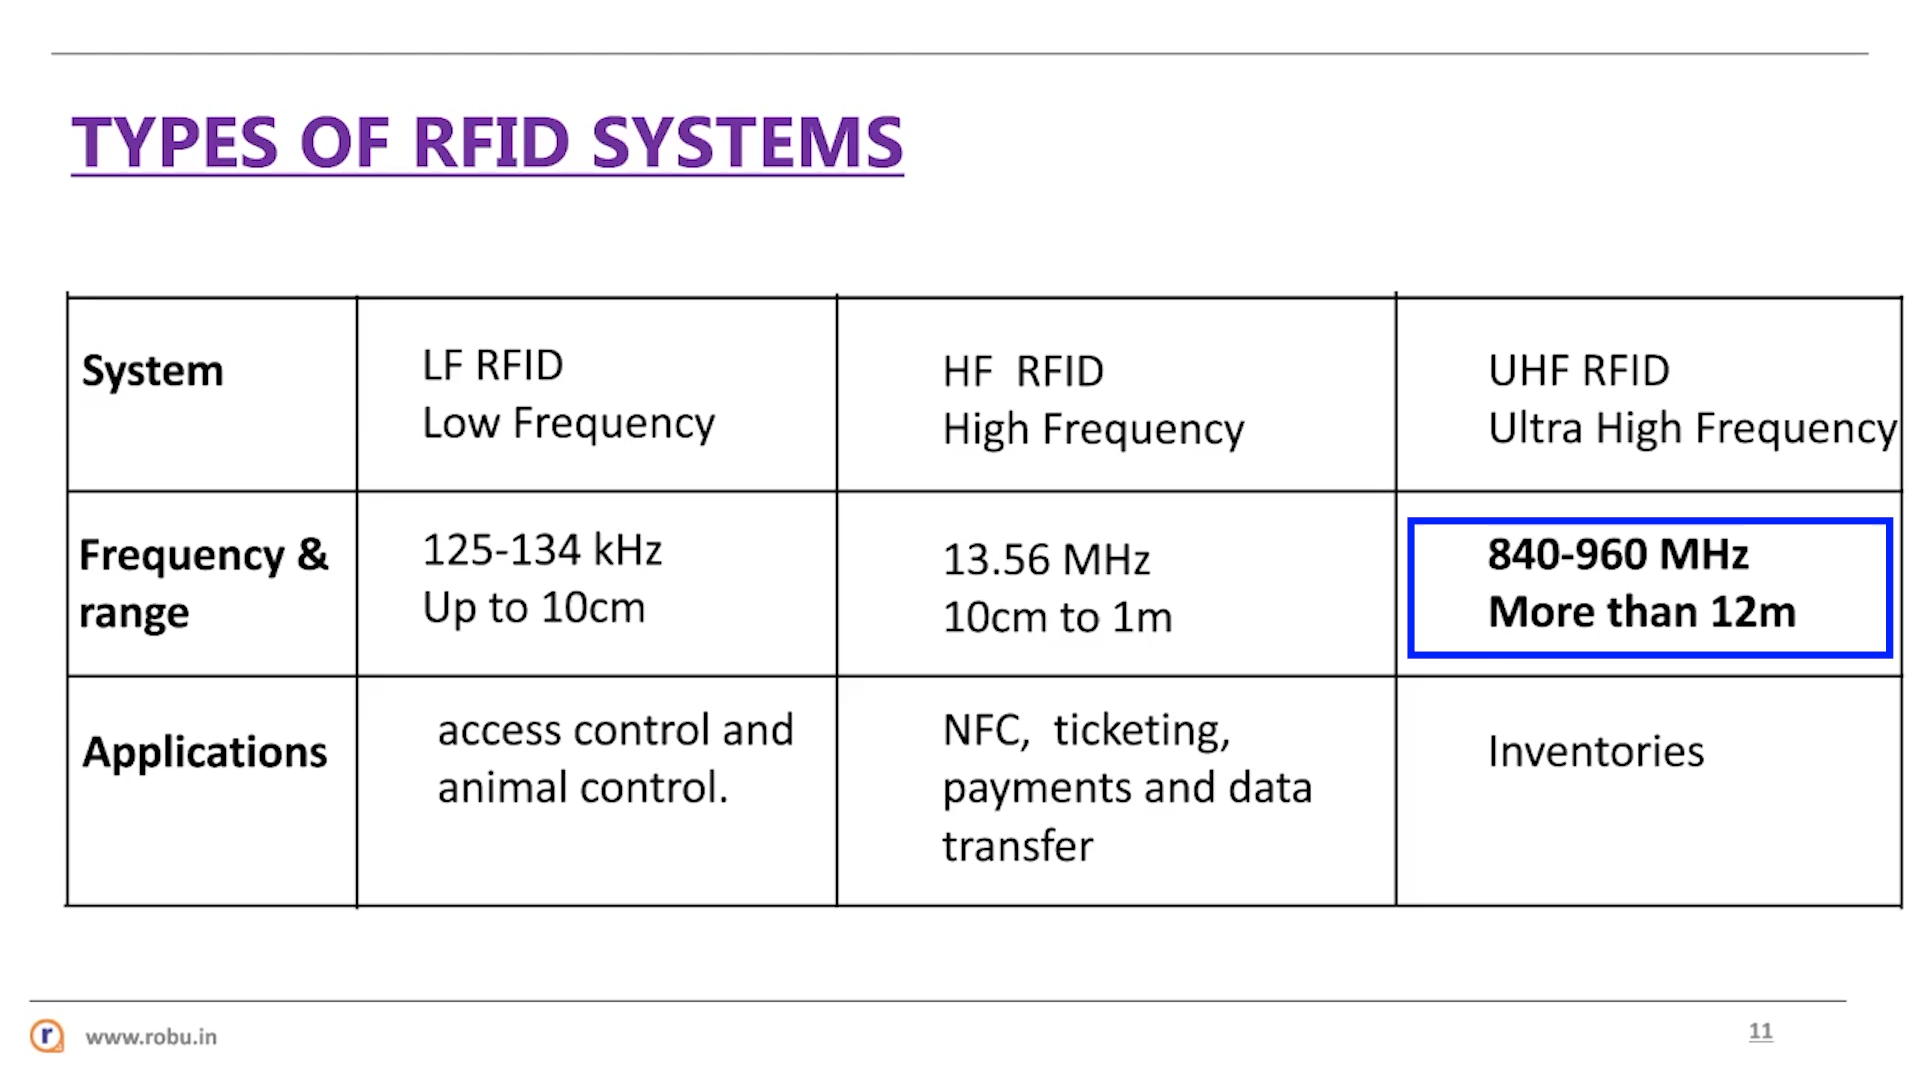 TYPES OF RFID SYSTEMS
System
LF RFID
Low Frequency
HF  RFID
High Frequency
UHF RFID
Ultra High Frequency
Frequency &
range
125-134 kHz
Up to 10cm
13.56 MHz
10cm to 1m
840-960 MHz
More than 12m
Applications
access control and
animal control.
NFC,  ticketing,
payments and data
transfer
Inventories
r
www.robu.in
11